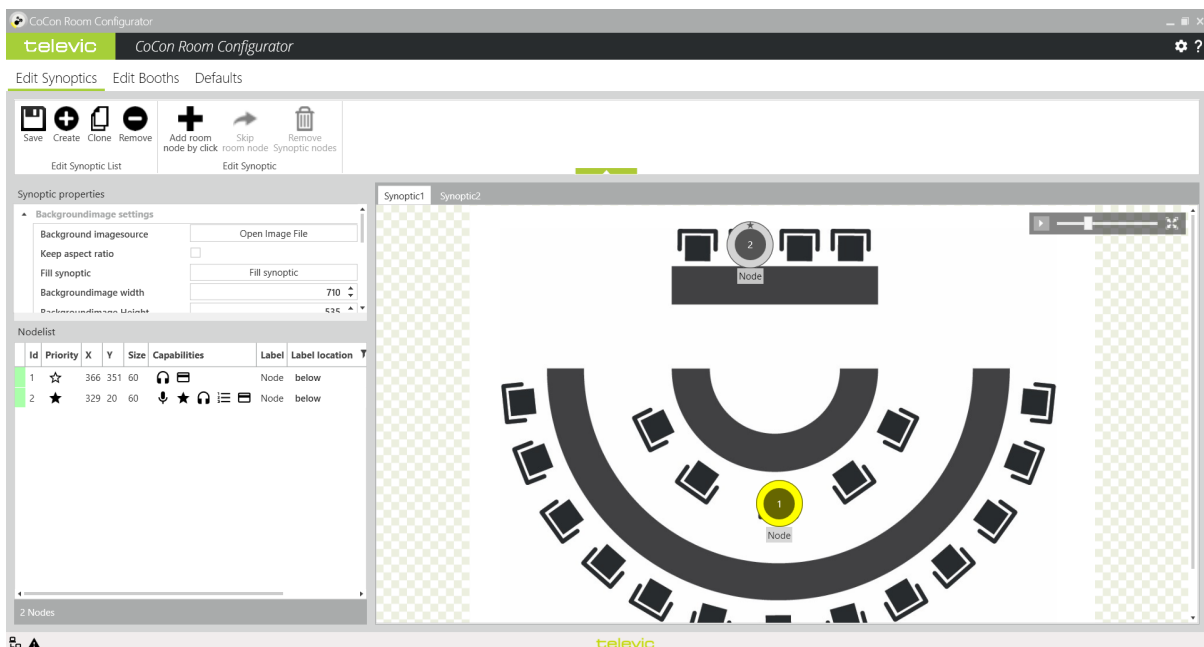 CoCon Room Configurator
televic CoCon Room Configurator ?
Edit Synoptics Edit Booths Defaults
Save Create Clone Remove Add room node by click Skip room node Remove Synoptic nodes
Edit Synoptic List Edit Synoptic
Synoptic properties
Backgroundimage settings
Background imagesource Open Image File
Keep aspect ratio
Fill synoptic Fill synoptic
Backgroundimage width 710
Backgroundimage Height 535
Nodelist
Id Priority X Y Size Capabilities Label Label location
1 366 351 60 Node below
2 329 20 60 Node below
2 Nodes
Synoptic1 Synoptic2
2
Node
1
Node
televic